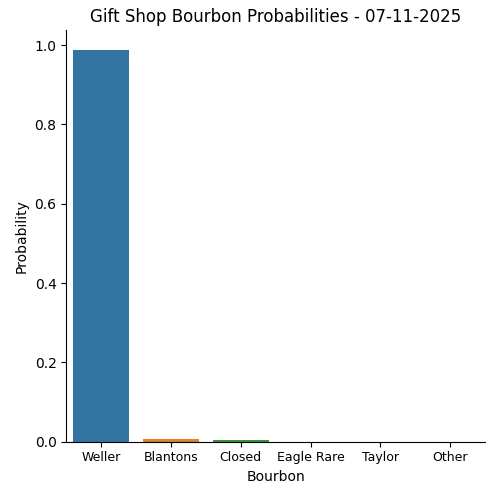 Gift Shop Bourbon Probabilities - 07-11-2025
1.0
0.8
0.6
0.4
0.2
0.0
Probability
Weller Blantons Closed Eagle Rare Taylor Other
Bourbon